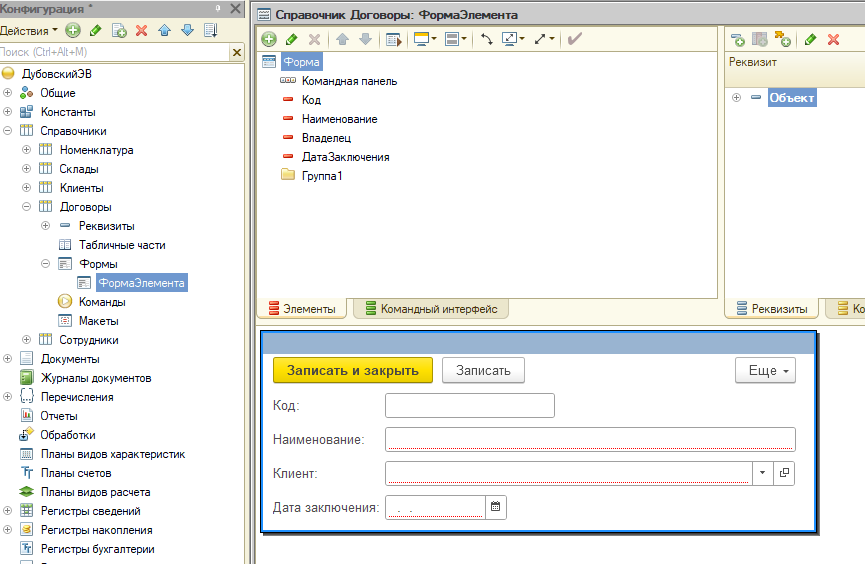 Конфигурация *
Действия
Поиск (Ctrl+Alt+M)
ДубовскийЭВ
Общие
Константы
Справочники
Номенклатура
Склады
Клиенты
Договоры
Реквизиты
Табличные части
Формы
ФормаЭлемента
Команды
Макеты
Сотрудники
Документы
Журналы документов
Перечисления
Отчеты
Обработки
Планы видов характеристик
Планы счетов
Планы видов расчета
Регистры сведений
Регистры накопления
Регистры бухгалтерии
Справочник Договоры: ФормаЭлемента
Форма
Командная панель
Код
Наименование
Владелец
ДатаЗаключения
Группа1
Элементы
Командный интерфейс
Реквизит
Объект
Реквизиты
Ко
Записать и закрыть
Записать
Еще
Код:
Наименование:
Клиент:
Дата заключения:
. .